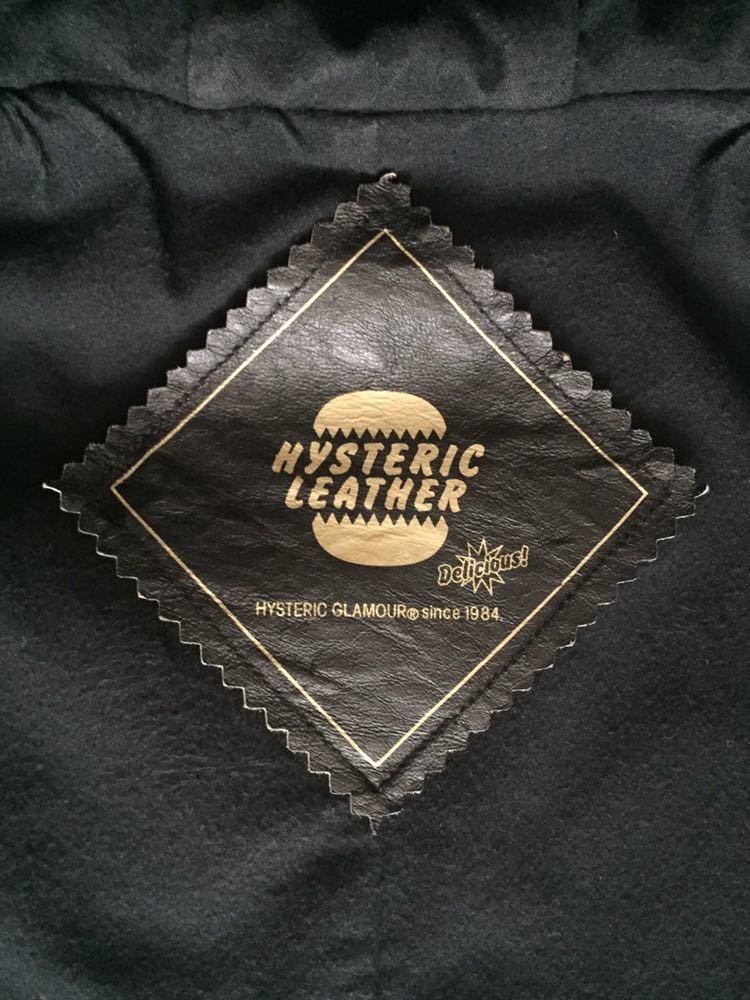 HYSTERIC
LEATHER
Delicious!
HYSTERIC GLAMOUR® since 1984.